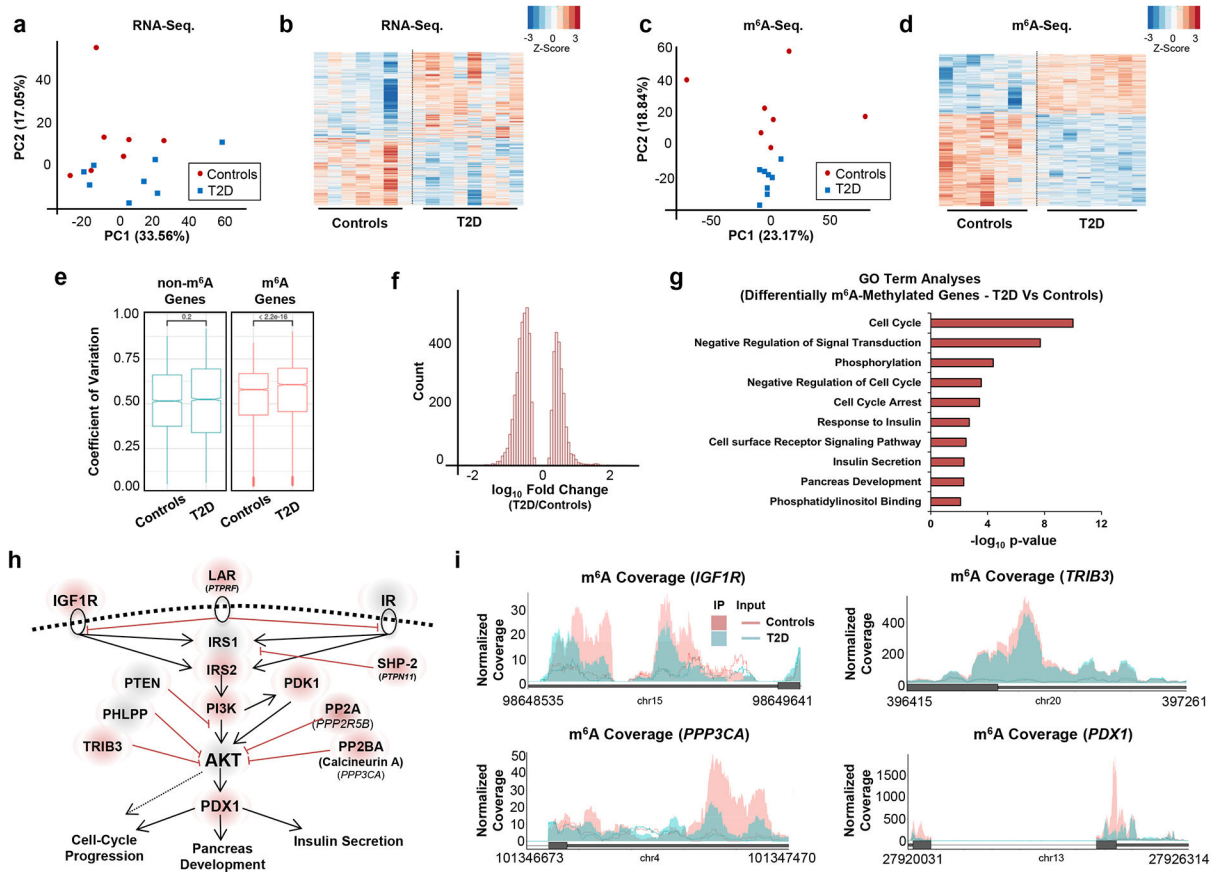 a
RNA-Seq.
PC2 (17.05%)
40
20
0
-20
0
20
40
60
PC1 (33.56%)
Controls
T2D
b
RNA-Seq.
-3
0
3
Z-Score
Controls
T2D
c
m⁶A-Seq.
PC2 (18.84%)
60
40
20
0
-20
-50
0
50
PC1 (23.17%)
Controls
T2D
d
m⁶A-Seq.
-3
0
3
Z-Score
Controls
T2D
e
non-m⁶A
Genes
m⁶A
Genes
Coefficient of Variation
1.00
0.75
0.50
0.25
0.00
0.2
< 2.2e-16
Controls
T2D
Controls
T2D
f
Count
400
200
0
-2
0
2
log₁₀ Fold Change
(T2D/Controls)
g
GO Term Analyses
(Differentially m⁶A-Methylated Genes - T2D Vs Controls)
Cell Cycle
Negative Regulation of Signal Transduction
Phosphorylation
Negative Regulation of Cell Cycle
Cell Cycle Arrest
Response to Insulin
Cell surface Receptor Signaling Pathway
Insulin Secretion
Pancreas Development
Phosphatidylinositol Binding
0
4
8
12
-log₁₀ p-value
h
LAR
(PTPRF)
IGF1R
IR
IRS1
IRS2
SHP-2
(PTPN11)
PTEN
PDK1
PHLPP
PI3K
PP2A
(PPP2R5B)
TRIB3
AKT
PP2BA
(Calcineurin A)
(PPP3CA)
PDX1
Cell-Cycle
Progression
Pancreas
Development
Insulin Secretion
i
m⁶A Coverage (IGF1R)
Normalized
Coverage
30
20
10
0
IP
Input
Controls
T2D
98648535
chr15
98649641
m⁶A Coverage (TRIB3)
Normalized
Coverage
400
200
0
396415
chr20
397261
m⁶A Coverage (PPP3CA)
Normalized
Coverage
50
40
30
20
10
0
101346673
chr4
101347470
m⁶A Coverage (PDX1)
Normalized
Coverage
1500
1000
500
0
27920031
chr13
27926314